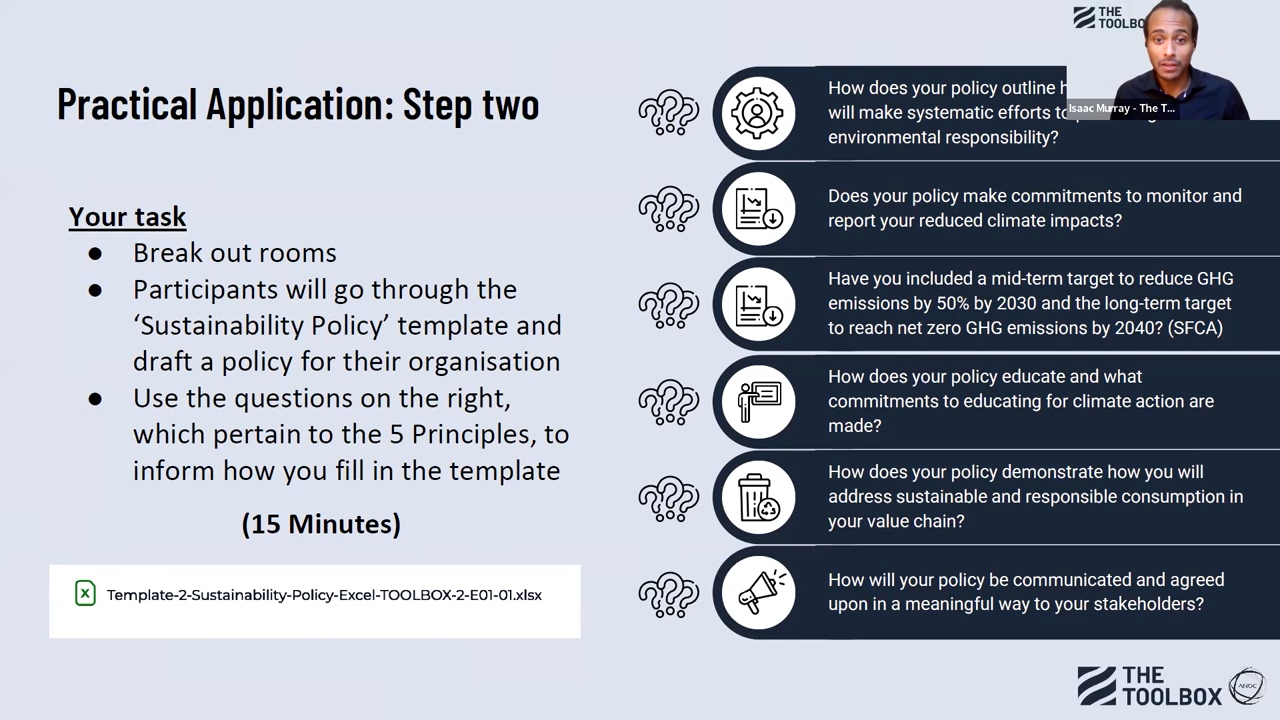 Practical Application: Step two
Your task
● Break out rooms
● Participants will go through the
‘Sustainability Policy’ template and
draft a policy for their organisation
● Use the questions on the right,
which pertain to the 5 Principles, to
inform how you fill in the template
(15 Minutes)
Template-2-Sustainability-Policy-Excel-TOOLBOX-2-E01-01.xlsx
THE
Isaac Murray - The T...
How does your policy outline
will make systematic efforts to
environmental responsibility?
Does your policy make commitments to monitor and
report your reduced climate impacts?
Have you included a mid-term target to reduce GHG
emissions by 50% by 2030 and the long-term target
to reach net zero GHG emissions by 2040? (SFCA)
How does your policy educate and what
commitments to educating for climate action are
made?
How does your policy demonstrate how you will
address sustainable and responsible consumption in
your value chain?
How will your policy be communicated and agreed
upon in a meaningful way to your stakeholders?
THE
TOOLBOX
ANOC